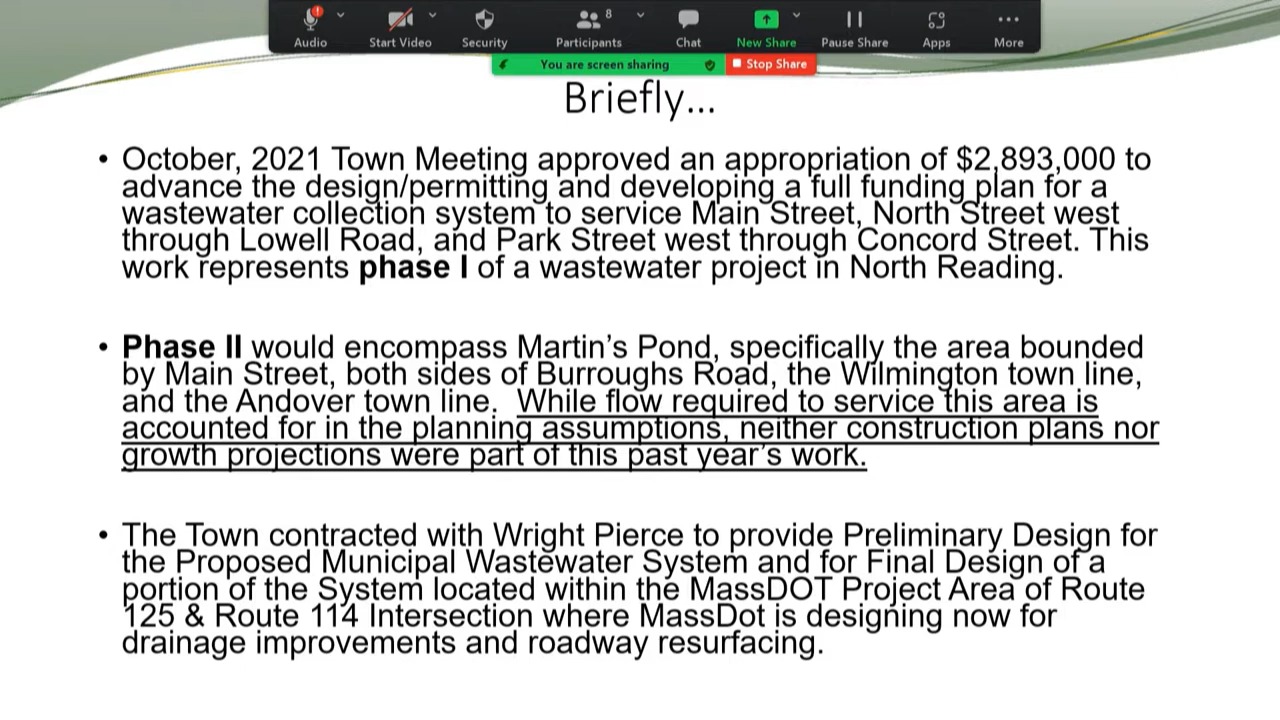 8
Audio
Start Video
Security
Participants
Chat
New Share
Pause Share
Apps
More
You are screen sharing
Stop Share
Briefly...
• October, 2021 Town Meeting approved an appropriation of $2,893,000 to
advance the design/permitting and developing a full funding plan for a
wastewater collection system to service Main Street, North Street west
through Lowell Road, and Park Street west through Concord Street. This
work represents phase I of a wastewater project in North Reading.
• Phase II would encompass Martin's Pond, specifically the area bounded
by Main Street, both sides of Burroughs Road, the Wilmington town line,
and the Andover town line. While flow required to service this area is
accounted for in the planning assumptions, neither construction plans nor
growth projections were part of this past year's work.
• The Town contracted with Wright Pierce to provide Preliminary Design for
the Proposed Municipal Wastewater System and for Final Design of a
portion of the System located within the MassDOT Project Area of Route
125 & Route 114 Intersection where MassDot is designing now for
drainage improvements and roadway resurfacing.